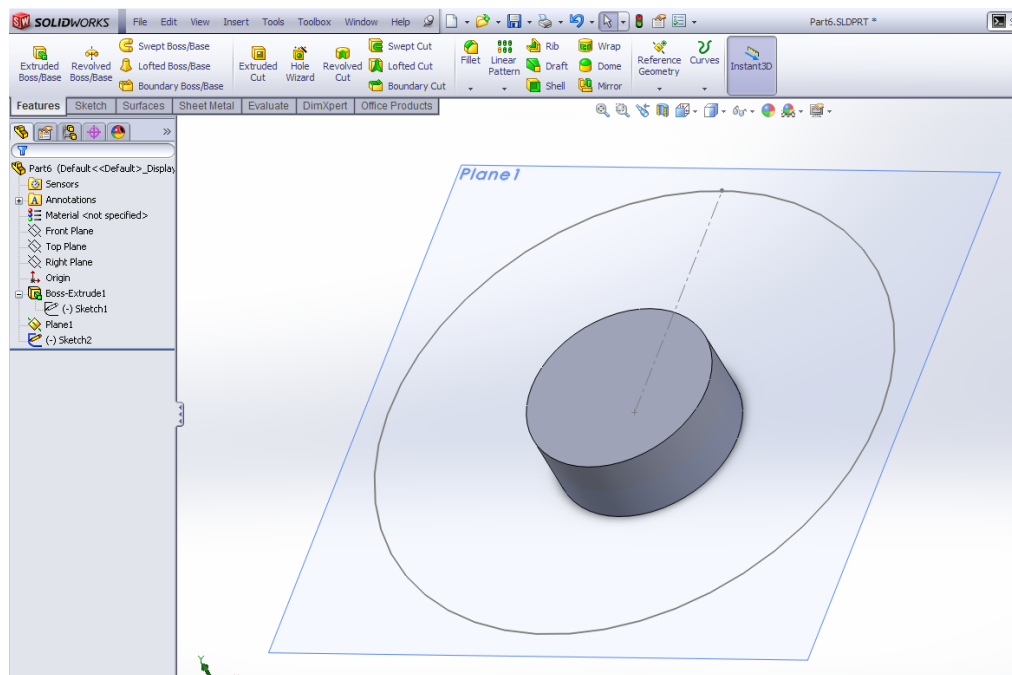 SOLIDWORKS File Edit View Insert Tools Toolbox Window Help Part6.SLDPRT *
Swept Boss/Base Swept Cut Rib Wrap
Extruded Boss/Base Revolved Boss/Base Lofted Boss/Base Extruded Cut Hole Wizard Revolved Cut Lofted Cut Fillet Linear Pattern Draft Dome Reference Geometry Curves Instant3D
Boundary Boss/Base Boundary Cut Shell Mirror
Features Sketch Surfaces Sheet Metal Evaluate DimXpert Office Products
Part6 (Default<<Default>_Display
Sensors
Annotations
Material <not specified>
Front Plane
Top Plane
Right Plane
Origin
Boss-Extrude1
(-) Sketch1
Plane1
(-) Sketch2
Plane1
Y